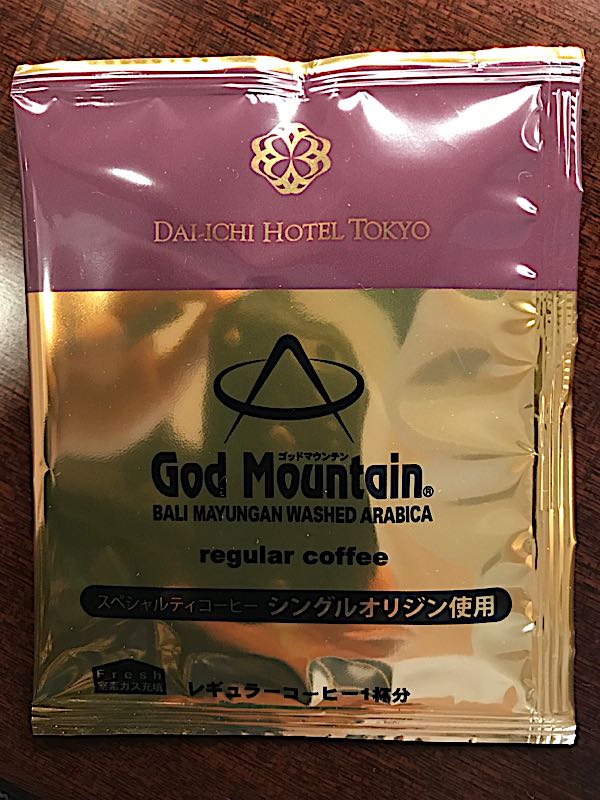 DAI-ICHI HOTEL TOKYO
ゴッドマウンテン
God Mountain®
BALI MAYUNGAN WASHED ARABICA
regular coffee
スペシャルティコーヒー シングルオリジン使用
Fresh
窒素ガス充填
レギュラーコーヒー1杯分